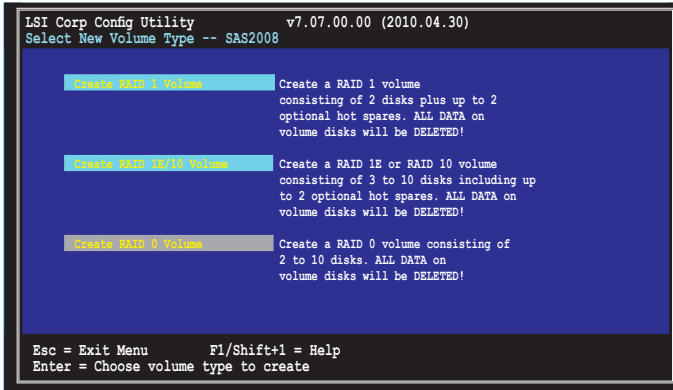 LSI Corp Config Utility v7.07.00.00 (2010.04.30)
Select New Volume Type -- SAS2008
Create RAID 1 Volume Create a RAID 1 volume
consisting of 2 disks plus up to 2
optional hot spares. ALL DATA on
volume disks will be DELETED!
Create RAID 1E/10 Volume Create a RAID 1E or RAID 10 volume
consisting of 3 to 10 disks including up
to 2 optional hot spares. ALL DATA on
volume disks will be DELETED!
Create RAID 0 Volume Create a RAID 0 volume consisting of
2 to 10 disks. ALL DATA on
volume disks will be DELETED!
Esc = Exit Menu F1/Shift+1 = Help
Enter = Choose volume type to create